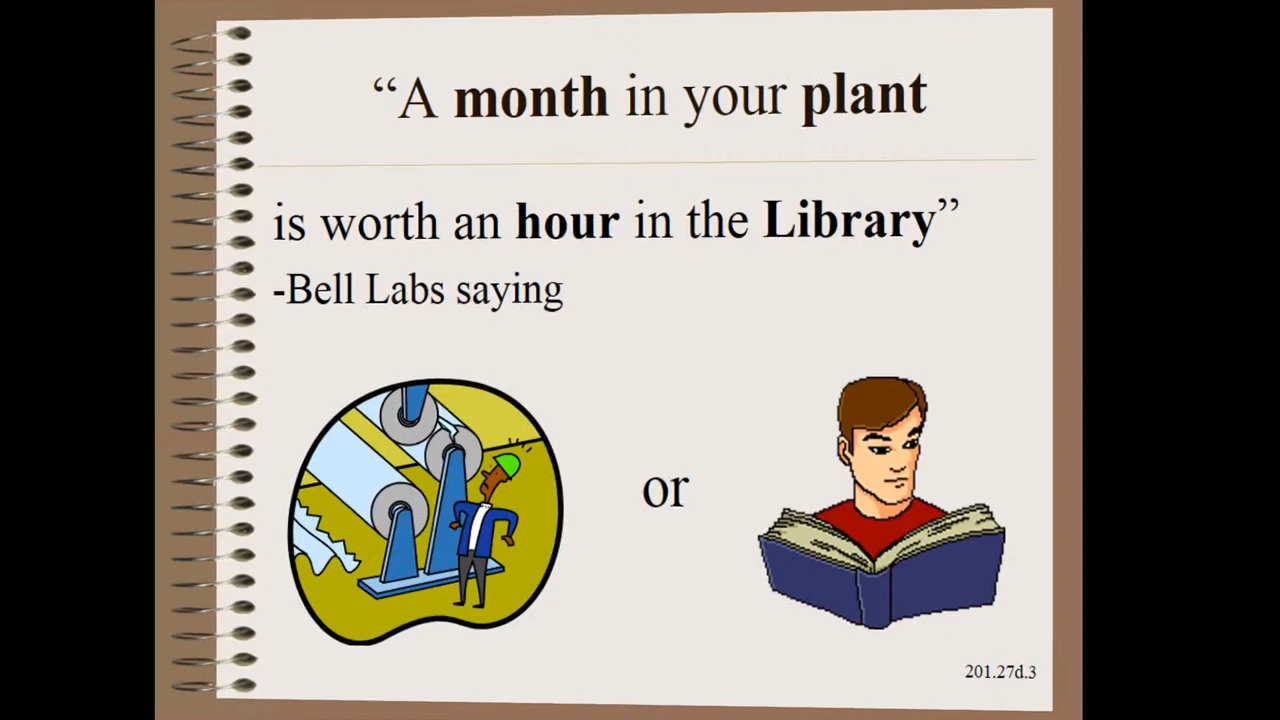 “A month in your plant
is worth an hour in the Library”
-Bell Labs saying
or
201.27d.3